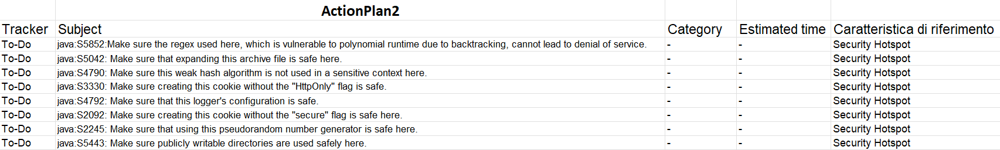 ActionPlan2
Tracker Subject Category Estimated time Caratteristica di riferimento
To-Do java:S5852:Make sure the regex used here, which is vulnerable to polynomial runtime due to backtracking, cannot lead to denial of service. - - Security Hotspot
To-Do java:S5042: Make sure that expanding this archive file is safe here. - - Security Hotspot
To-Do java:S4790: Make sure this weak hash algorithm is not used in a sensitive context here. - - Security Hotspot
To-Do java:S3330: Make sure creating this cookie without the "HttpOnly" flag is safe. - - Security Hotspot
To-Do java:S4792: Make sure that this logger's configuration is safe. - - Security Hotspot
To-Do java:S2092: Make sure creating this cookie without the "secure" flag is safe here. - - Security Hotspot
To-Do java:S2245: Make sure that using this pseudorandom number generator is safe here. - - Security Hotspot
To-Do java:S5443: Make sure publicly writable directories are used safely here. - - Security Hotspot